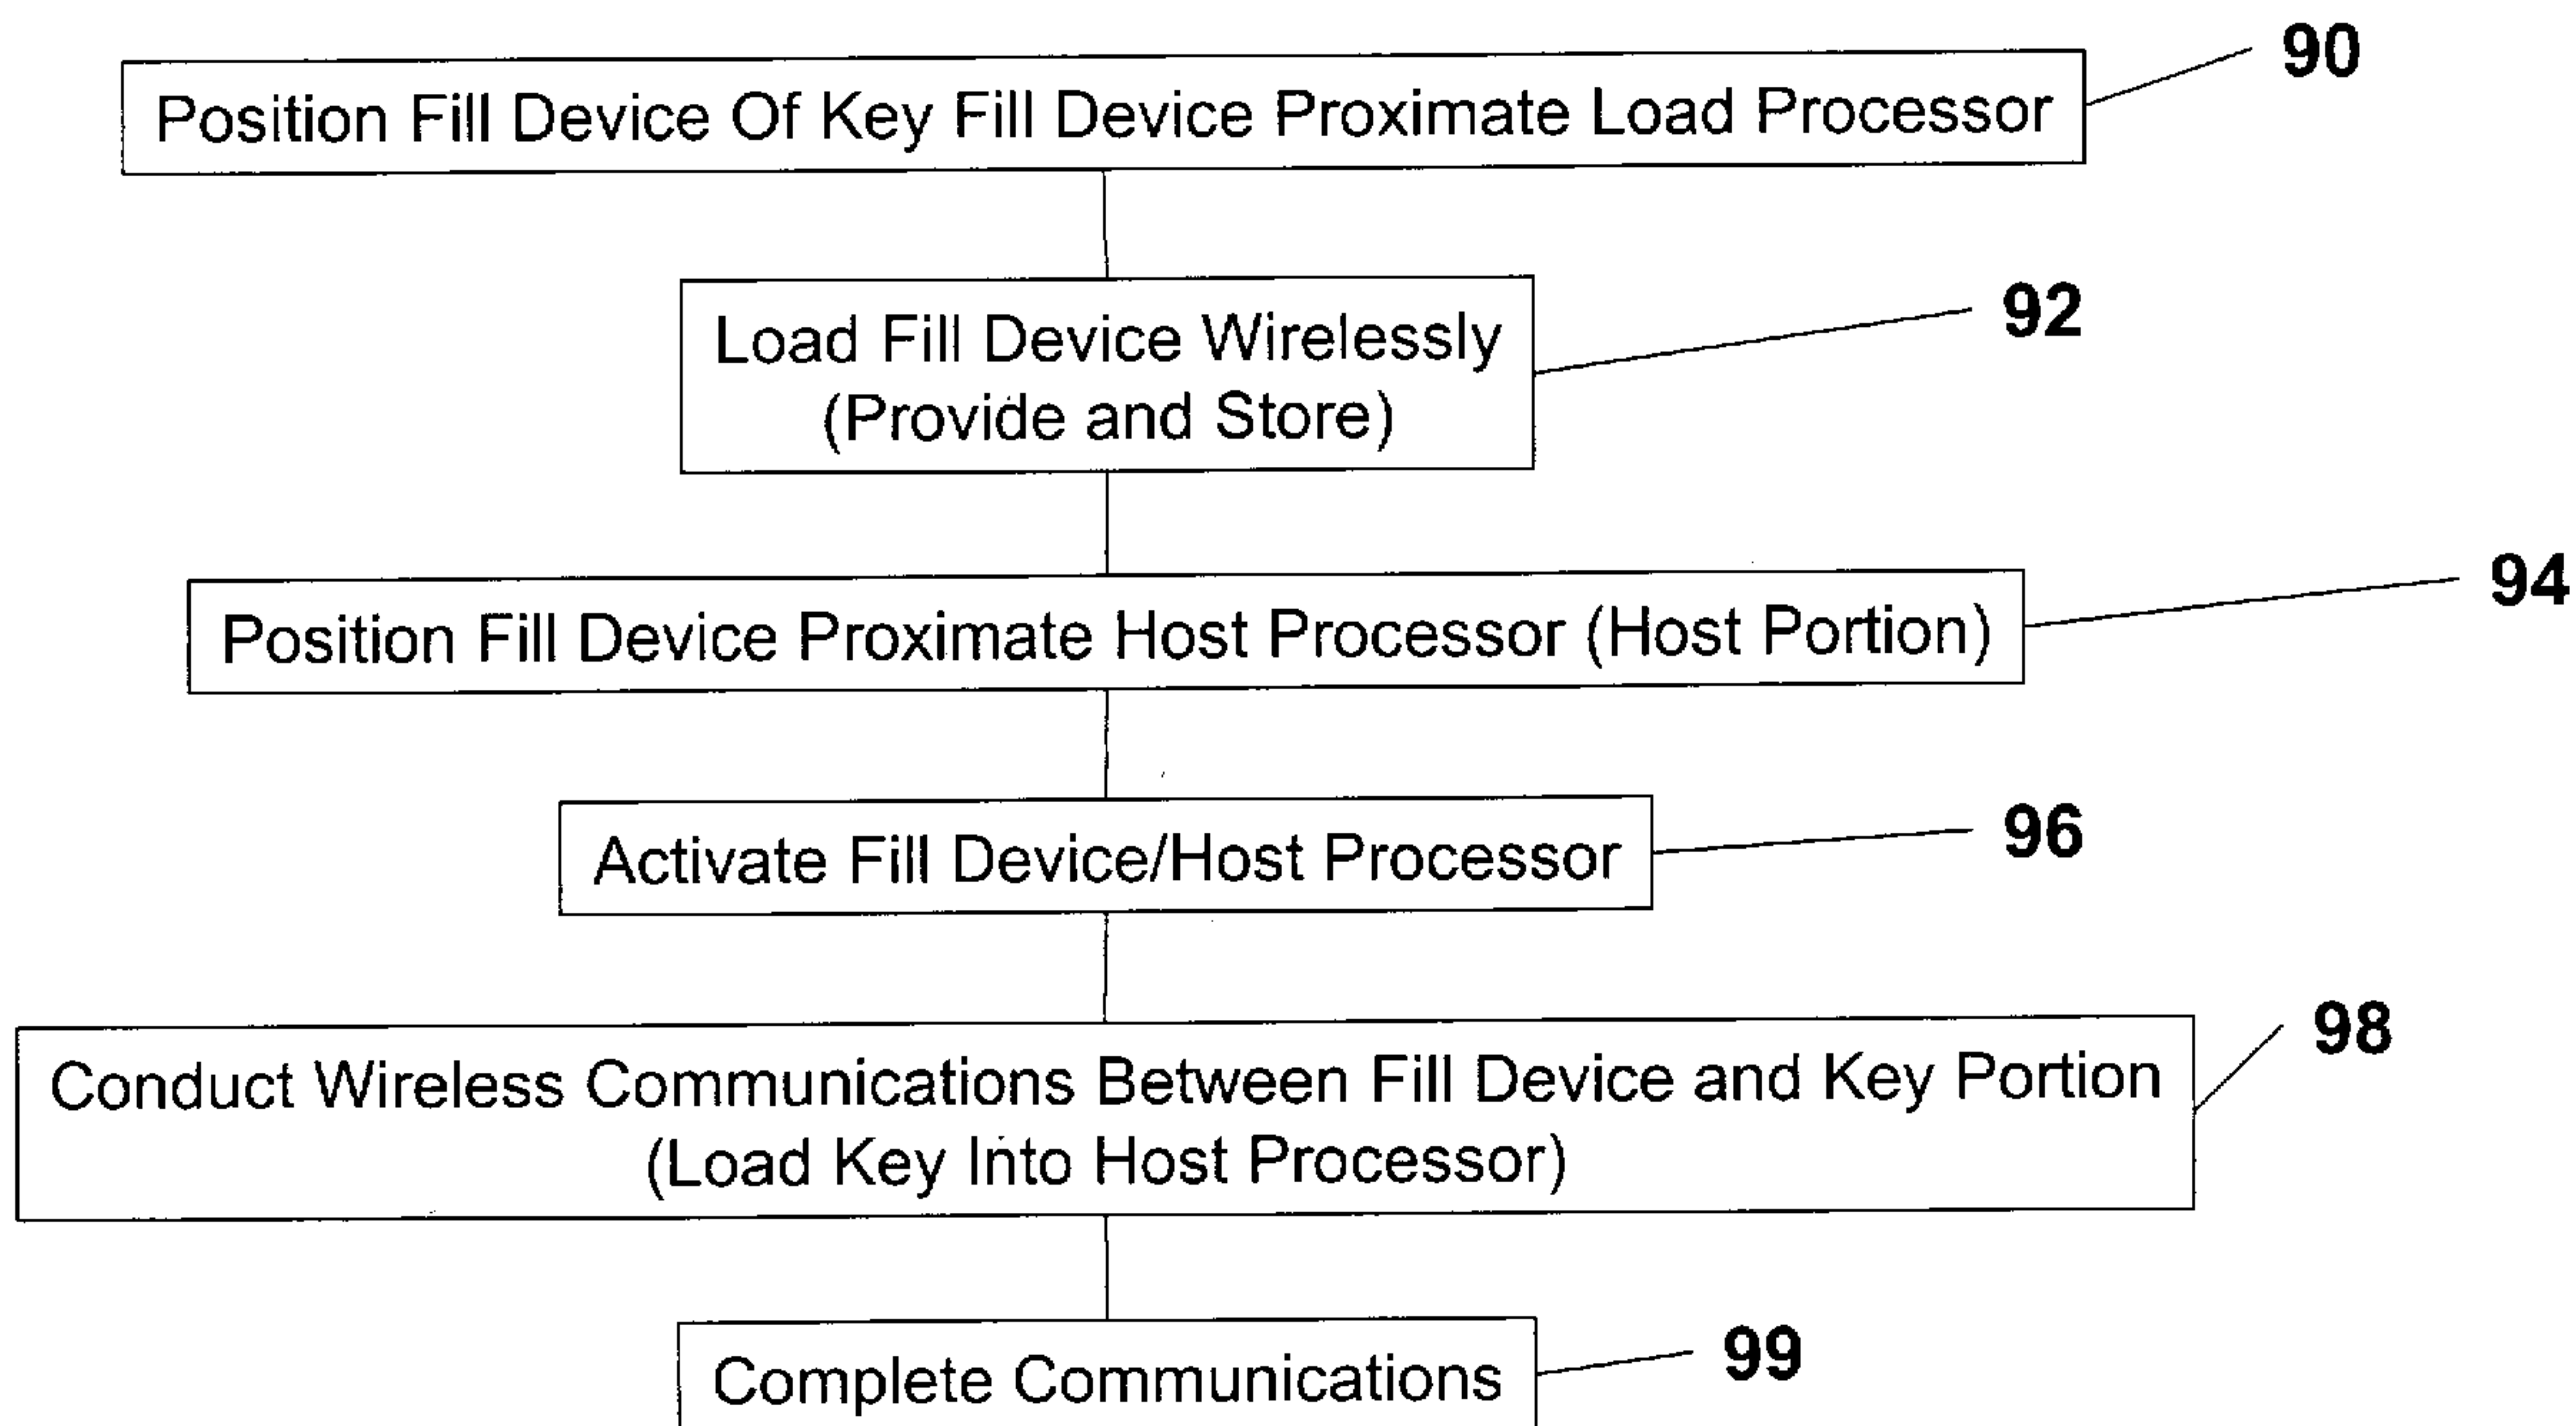 Position Fill Device Of Key Fill Device Proximate Load Processor
90
Load Fill Device Wirelessly
(Provide and Store)
92
Position Fill Device Proximate Host Processor (Host Portion)
94
Activate Fill Device/Host Processor
96
Conduct Wireless Communications Between Fill Device and Key Portion
(Load Key Into Host Processor)
98
Complete Communications
99